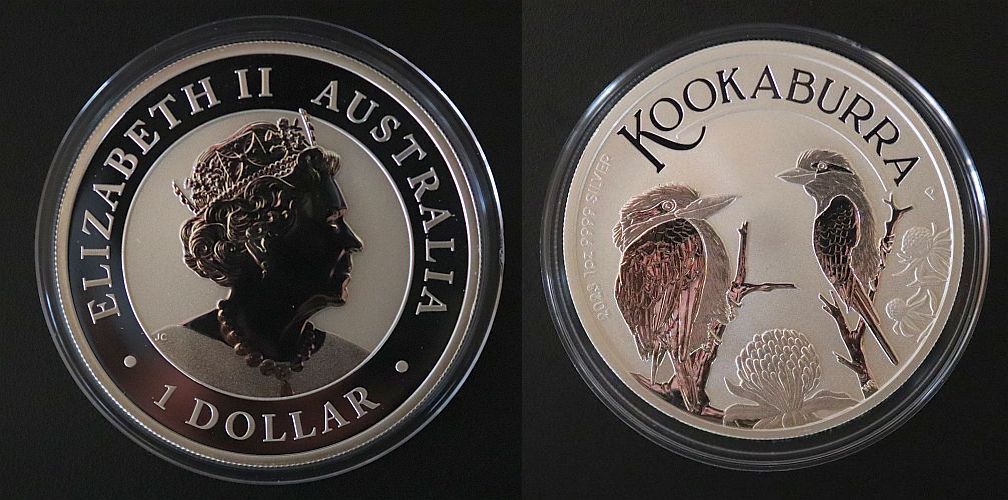 ELIZABETH II AUSTRALIA
JC
• 1 DOLLAR •
KOOKABURRA
2023 1OZ 9999 SILVER
P